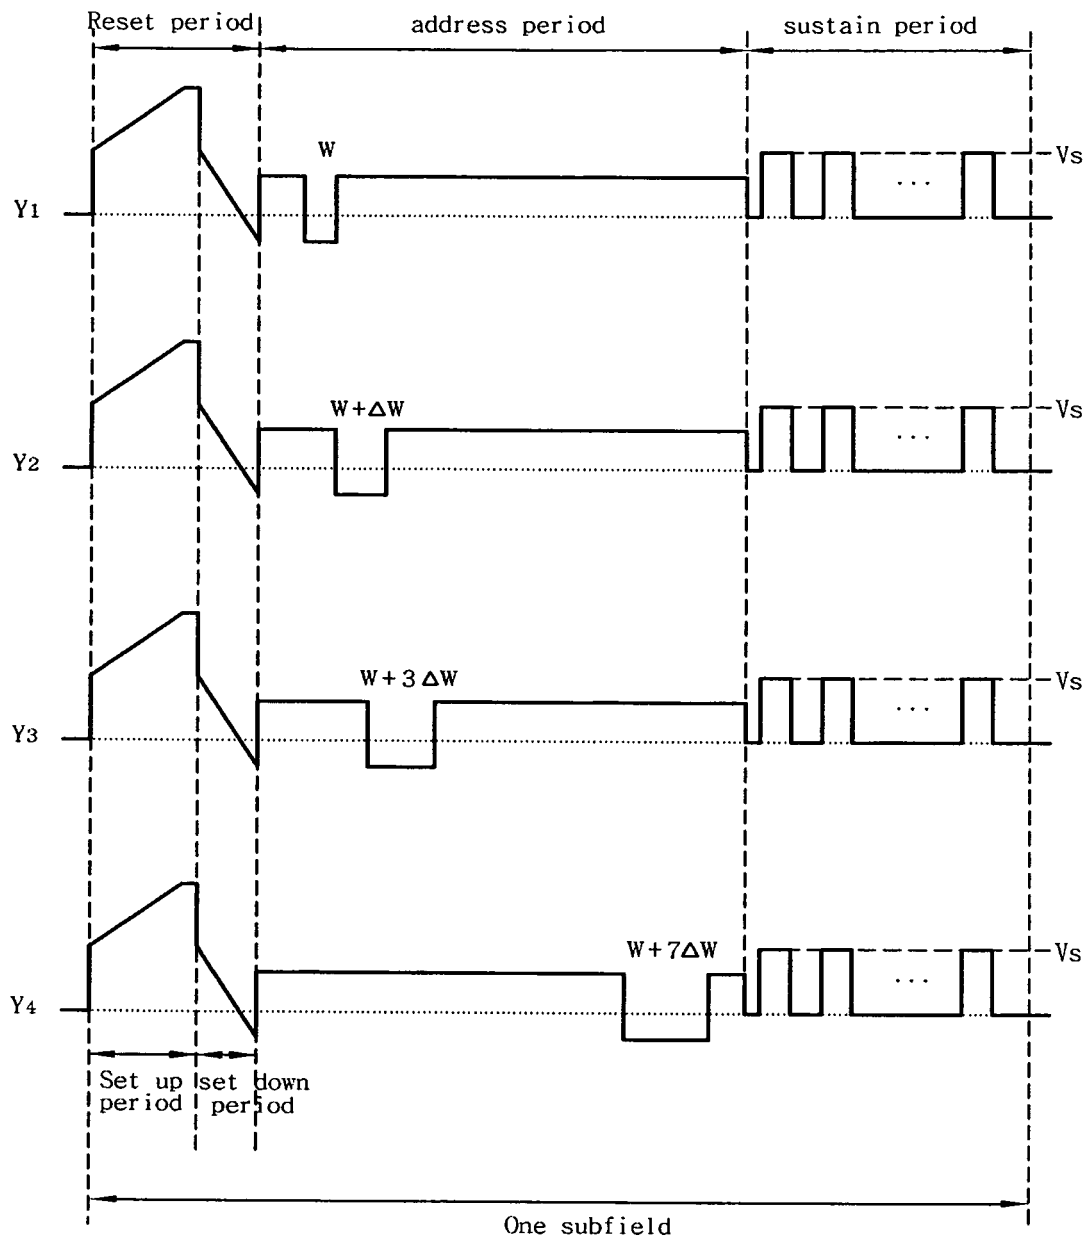 Reset period address period sustain period
W
Vs
Y1
...
W+ΔW
Vs
Y2
...
W+3ΔW
Vs
Y3
...
W+7ΔW
Vs
Y4
...
Set up period
set down period
One subfield